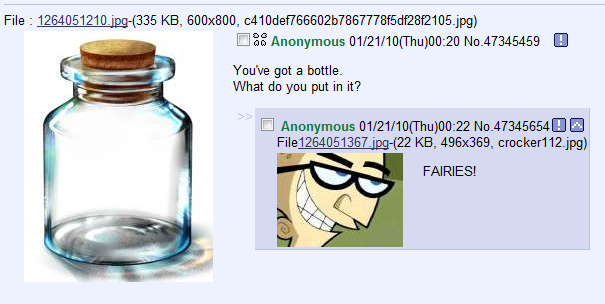 File : 1264051210.jpg-(335 KB, 600x800, c410def766602b7867778f5df28f2105.jpg)
Anonymous 01/21/10(Thu)00:20 No.47345459
You've got a bottle.
What do you put in it?
>> Anonymous 01/21/10(Thu)00:22 No.47345654
File1264051367.jpg-(22 KB, 496x369, crocker112.jpg)
FAIRIES!